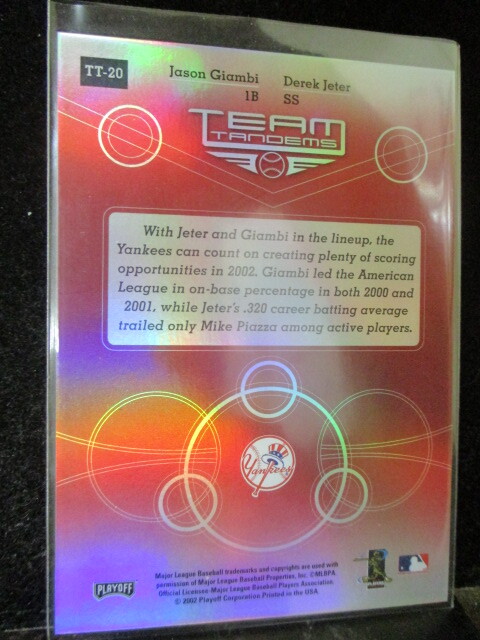 TT-20
Jason Giambi Derek Jeter
1B SS
TEAM
TANDEMS
With Jeter and Giambi in the lineup, the
Yankees can count on creating plenty of scoring
opportunities in 2002. Giambi led the American
League in on-base percentage in both 2000 and
2001, while Jeter's .320 career batting average
trailed only Mike Piazza among active players.
Yankees
Major League Baseball trademarks and copyrights are used with
permission of Major League Baseball Properties, Inc. ©MLBPA
Official Licensee-Major League Baseball Players Association.
© 2002 Playoff Corporation Printed in the USA
PLAYOFF